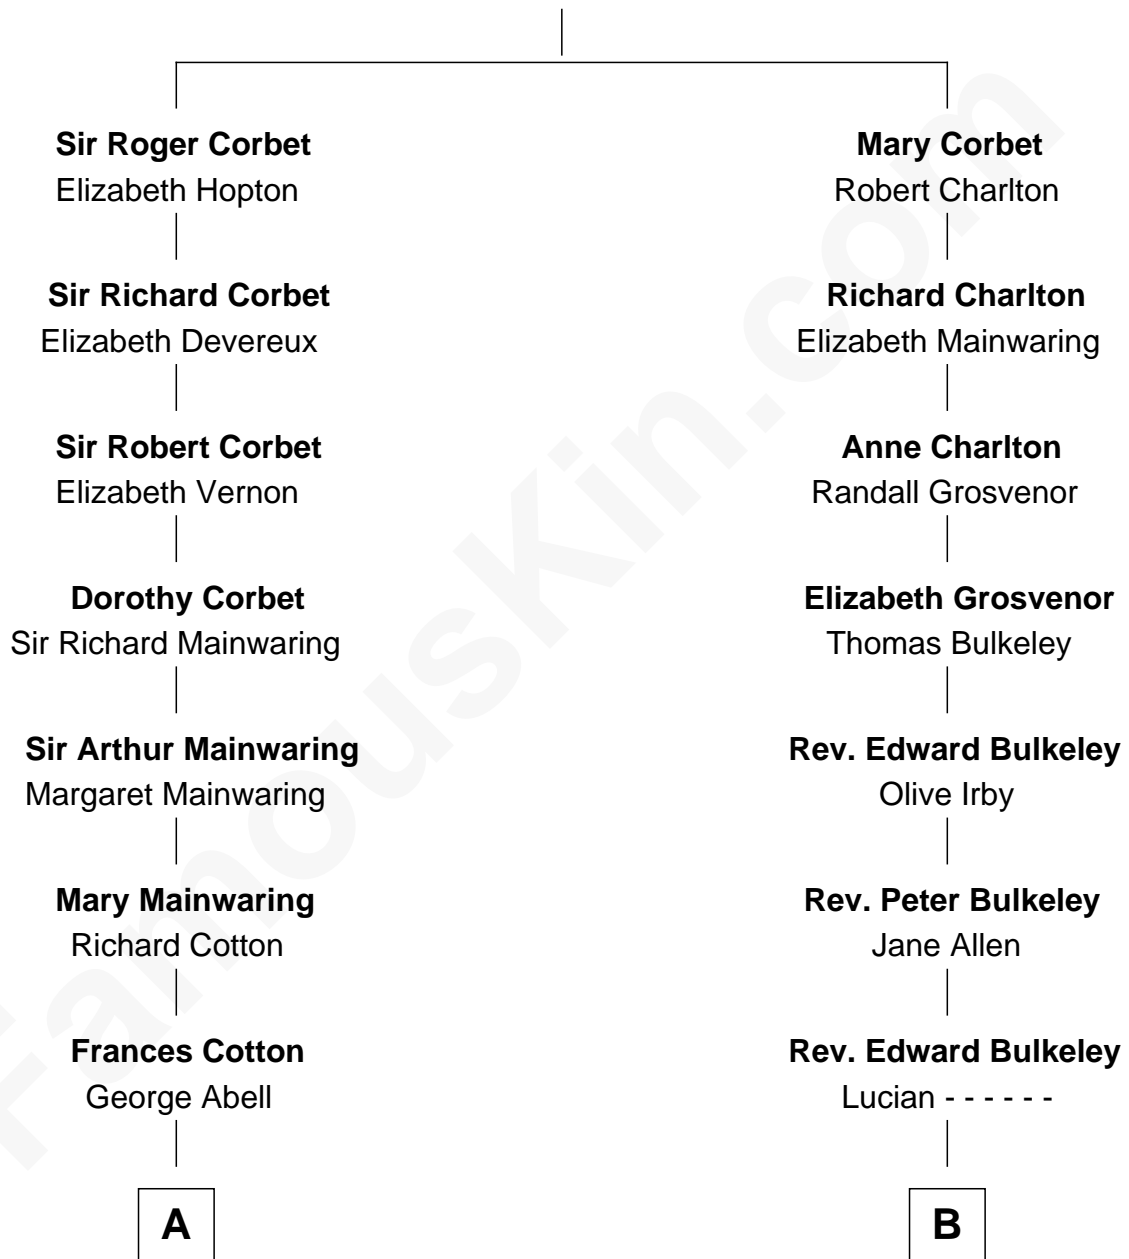 Sir Roger Corbet
Elizabeth Hopton
Sir Richard Corbet
Elizabeth Devereux
Sir Robert Corbet
Elizabeth Vernon
Dorothy Corbet
Sir Richard Mainwaring
Sir Arthur Mainwaring
Margaret Mainwaring
Mary Mainwaring
Richard Cotton
Frances Cotton
George Abell
A
Mary Corbet
Robert Charlton
Richard Charlton
Elizabeth Mainwaring
Anne Charlton
Randall Grosvenor
Elizabeth Grosvenor
Thomas Bulkeley
Rev. Edward Bulkeley
Olive Irby
Rev. Peter Bulkeley
Jane Allen
Rev. Edward Bulkeley
Lucian - - - - - -
B
FamousKin.com